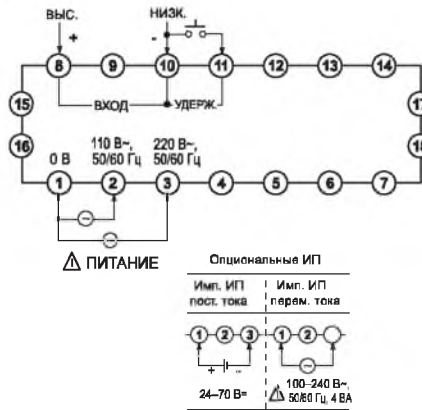 ВЫС. НИЗК.
+ -
8 9 10 11 12 13 14
15 17
ВХОД УДЕРЖ.
16 18
110 В~, 220 В~,
0 В 50/60 Гц 50/60 Гц
1 2 3 4 5 6 7
⚠ ПИТАНИЕ
Опциональные ИП
Имп. ИП Имп. ИП
пост. тока перем. тока
1 2 3 1 2
+ -
24–70 В= ⚠ 100–240 В~,
50/60 Гц, 4 ВА